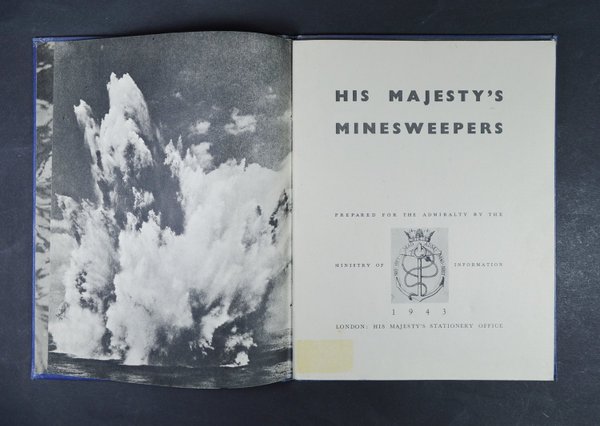 HIS MAJESTY'S
MINESWEEPERS
PREPARED FOR THE ADMIRALTY BY THE
MINISTRY OF INFORMATION
1943
LONDON: HIS MAJESTY'S STATIONERY OFFICE